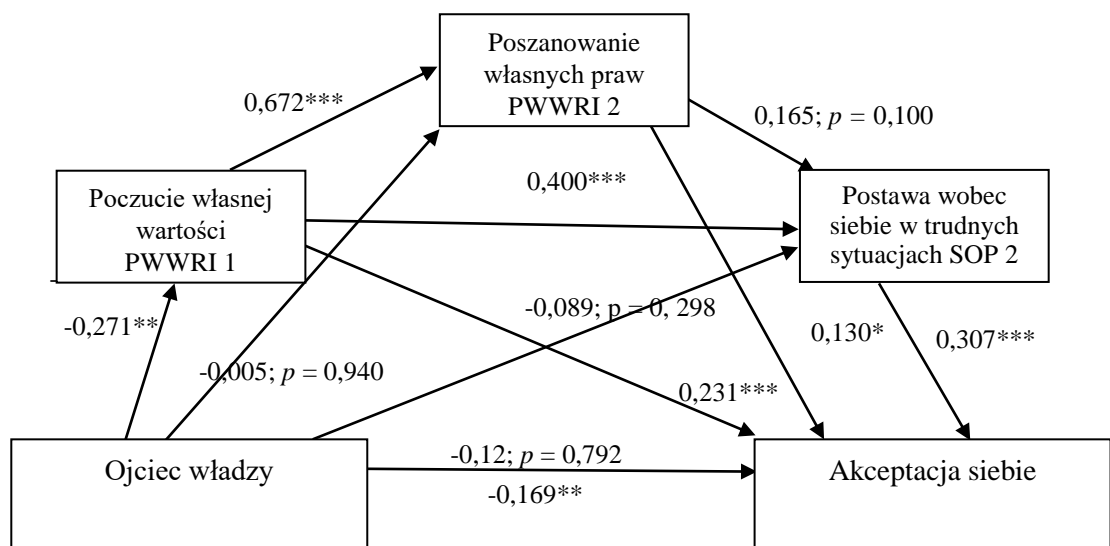 Poszanowanie
własnych praw
PWWRI 2
0,672***
0,165; p = 0,100
Poczucie własnej
wartości
PWWRI 1
0,400***
Postawa wobec
siebie w trudnych
sytuacjach SOP 2
-0,271**
-0,089; p = 0, 298
0,130*
0,307***
-0,005; p = 0,940
0,231***
Ojciec władzy
-0,12; p = 0,792
-0,169**
Akceptacja siebie